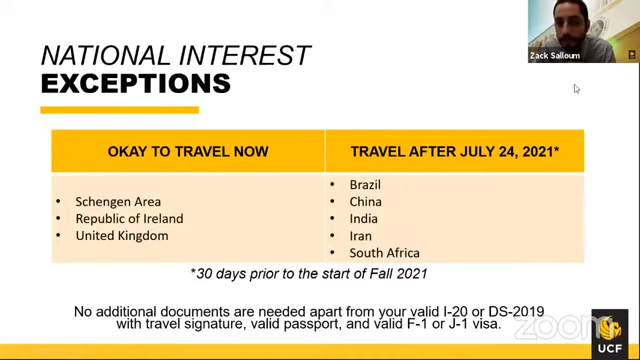 Zack Salloum
NATIONAL INTEREST
EXCEPTIONS
OKAY TO TRAVEL NOW
TRAVEL AFTER JULY 24, 2021*
• Schengen Area
• Republic of Ireland
• United Kingdom
• Brazil
• China
• India
• Iran
• South Africa
*30 days prior to the start of Fall 2021
No additional documents are needed apart from your valid I-20 or DS-2019
with travel signature, valid passport, and valid F-1 or J-1 visa.
zoom
UCF